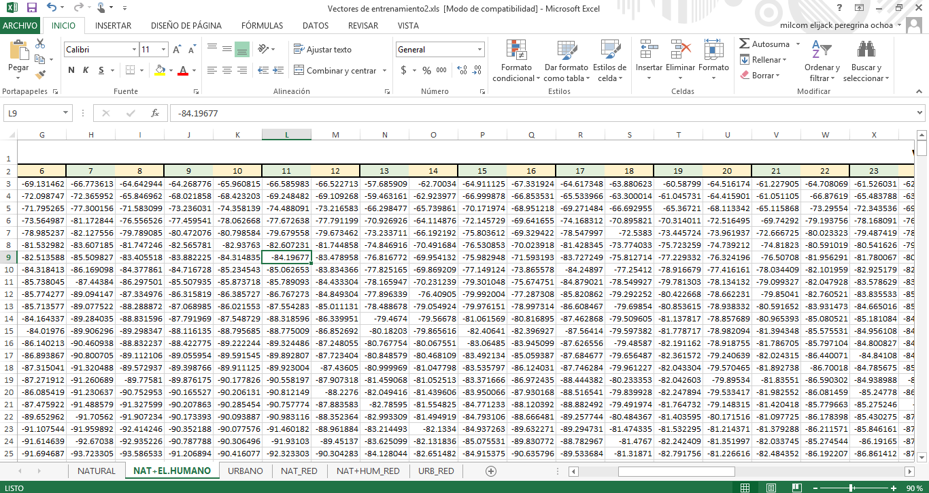 Vectores de entrenamiento2.xls [Modo de compatibilidad] - Microsoft Excel
ARCHIVO INICIO INSERTAR DISEÑO DE PÁGINA FÓRMULAS DATOS REVISAR VISTA milcom elijack peregrina ochoa
Pegar Calibri 11 A A Ajustar texto General Formato condicional Dar formato como tabla Estilos de celda Insertar Eliminar Formato Autosuma Rellenar Borrar Ordenar y filtrar Buscar y seleccionar
N K S A Combinar y centrar $ % 000
Portapapeles Fuente Alineación Número Estilos Celdas Modificar
L9 fx -84.19677
G H I J K L M N O P Q R S T U V W X
1
2 6 7 8 9 10 11 12 13 14 15 16 17 18 19 20 21 22 23
3 -69.131462 -66.773613 -64.642944 -64.268776 -65.960815 -66.585983 -66.522713 -57.685909 -62.70034 -64.911125 -67.331924 -64.617348 -63.880623 -60.58799 -64.516174 -61.227905 -64.708069 -61.526031
4 -72.098747 -72.365952 -65.846962 -68.021858 -68.423203 -69.248482 -69.109268 -59.463161 -62.923977 -66.999878 -66.853531 -65.533966 -63.300014 -61.045731 -64.415901 -61.051105 -66.87619 -65.483788
5 -71.795265 -77.300156 -71.583099 -73.236031 -74.358139 -74.488091 -73.216583 -66.298477 -65.739861 -70.171974 -68.951218 -69.271484 -66.692955 -65.36721 -68.113342 -65.115868 -73.29554 -72.343536
6 -73.564987 -81.172844 -76.556526 -77.459541 -78.062668 -77.672638 -77.791199 -70.926926 -64.114876 -72.145729 -69.641655 -74.168312 -70.895821 -70.314011 -72.516495 -69.74292 -79.193756 -78.168091
7 -78.985237 -82.127556 -79.789085 -80.472076 -80.798584 -79.679558 -79.673462 -73.233711 -66.192192 -75.803612 -69.329422 -78.547997 -72.5383 -73.445724 -73.961937 -72.666725 -80.023323 -79.487419
8 -81.532982 -83.607185 -81.747246 -82.565781 -82.93763 -82.607231 -81.744858 -74.846916 -70.491684 -76.530853 -70.023918 -81.428345 -73.774033 -75.723259 -74.739212 -74.81823 -80.591019 -80.541626
9 -82.513588 -85.509827 -83.405518 -83.882225 -84.314835 -84.19677 -83.478958 -76.816772 -69.954132 -75.982948 -71.593193 -83.727249 -75.812714 -77.229332 -76.324196 -76.50708 -81.956291 -81.780067
10 -84.318413 -86.169098 -84.377861 -84.716728 -85.234543 -85.062653 -83.834366 -77.825165 -69.869209 -77.149124 -73.865578 -84.24897 -77.25412 -78.916679 -77.416161 -78.034409 -82.101959 -82.925179
11 -85.738045 -87.44384 -86.297501 -85.507935 -85.873718 -85.789093 -84.433304 -78.165947 -70.231239 -79.301048 -75.674751 -84.879021 -78.549927 -79.781303 -78.134132 -79.099327 -82.047928 -83.578629
12 -85.774277 -89.094147 -87.334976 -86.315819 -86.385727 -86.767273 -84.849304 -77.896339 -76.40905 -79.992004 -77.287308 -85.820862 -79.292252 -80.422668 -78.662231 -79.85041 -82.760521 -83.835533
13 -85.713577 -89.077522 -88.288872 -87.068985 -86.021553 -87.554283 -85.011131 -78.488678 -79.059924 -79.976151 -78.997314 -86.608467 -79.69854 -80.853615 -78.938332 -80.591652 -83.931473 -84.665016
14 -84.164337 -89.284035 -88.831596 -87.791969 -87.548729 -88.318596 -86.339951 -79.4674 -79.56678 -81.061569 -80.816895 -87.462868 -79.509605 -81.137817 -78.857689 -80.965393 -85.080521 -85.181084
15 -84.01976 -89.906296 -89.298347 -88.116135 -88.795685 -88.775009 -86.852692 -80.18203 -79.865616 -82.40641 -82.396927 -87.56414 -79.597382 -81.778717 -78.982094 -81.394348 -85.575531 -84.956108
16 -86.140213 -90.460938 -88.832237 -88.422775 -89.222244 -89.324486 -87.248055 -80.767754 -80.067551 -83.06485 -83.945099 -87.626556 -79.48587 -82.191162 -78.918755 -81.786705 -85.797104 -84.800827
17 -86.893867 -90.800705 -89.112106 -89.055954 -89.591545 -89.892807 -87.723404 -80.848579 -80.468109 -83.492134 -85.059387 -87.684677 -79.656487 -82.361572 -79.240639 -82.024315 -86.440071 -84.84108
18 -87.315041 -91.320488 -89.572937 -89.398766 -89.911125 -89.923004 -87.43605 -80.999969 -81.047798 -83.535797 -86.124031 -87.746284 -79.961227 -82.043304 -79.570465 -81.892738 -86.70018 -84.785675
19 -87.271912 -91.260689 -89.77581 -89.876175 -90.177826 -90.558197 -87.907318 -81.459068 -82.051253 -83.371666 -86.972435 -88.444382 -80.233353 -82.042603 -79.89534 -81.83551 -86.590302 -84.938988
20 -86.085419 -91.230637 -90.752953 -90.165527 -90.206131 -90.812149 -88.2276 -82.049416 -81.439606 -83.950066 -87.930168 -88.516541 -79.839928 -82.247894 -79.533417 -81.982552 -86.081459 -85.24778
21 -87.475922 -91.488579 -91.327599 -90.207863 -90.285454 -90.757774 -87.883583 -82.78595 -81.554825 -84.771233 -88.120392 -88.882492 -79.491974 -81.764732 -79.148315 -81.420418 -85.779663 -85.275246
22 -89.652962 -91.70562 -91.907234 -90.173393 -90.093887 -90.983116 -88.352364 -82.993309 -81.494919 -84.793106 -88.666481 -89.257744 -80.484367 -81.403595 -80.171516 -81.097725 -86.178398 -85.430275
23 -91.107544 -91.959892 -92.414246 -90.352188 -90.077576 -91.460182 -88.961884 -83.214493 -82.1334 -84.937263 -89.632271 -89.294731 -81.474335 -81.532295 -81.214371 -81.379288 -86.211571 -85.846161
24 -91.614639 -92.67038 -92.935226 -90.787788 -90.306496 -91.93103 -89.45137 -83.625099 -82.131836 -85.075531 -89.830772 -88.782967 -81.4767 -82.242409 -81.351997 -82.033745 -85.274544 -86.19165
25 -91.694687 -93.723305 -93.586533 -91.206894 -90.416077 -92.323303 -90.304283 -84.128044 -82.651482 -84.915375 -90.635796 -89.533684 -81.31871 -82.791756 -81.226616 -82.484352 -86.192207 -86.861412
NATURAL NAT+EL.HUMANO URBANO NAT_RED NAT+HUM_RED URB_RED
LISTO 90 %